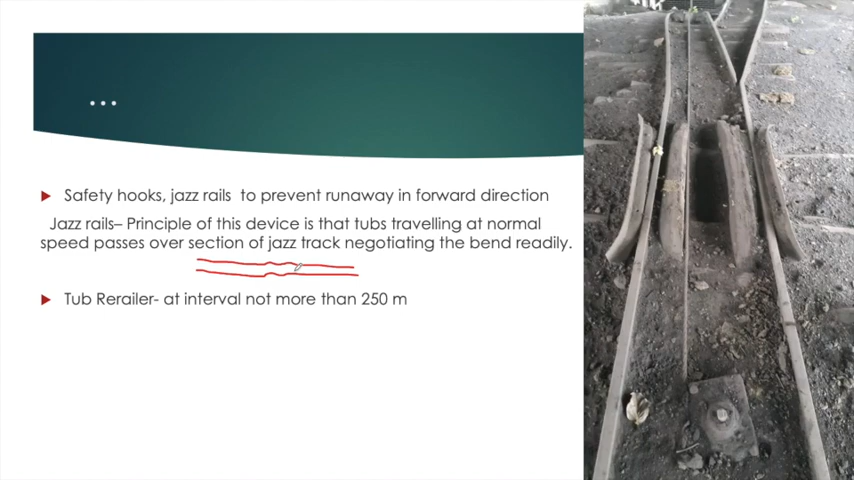 ...
Safety hooks, jazz rails to prevent runaway in forward direction
Jazz rails– Principle of this device is that tubs travelling at normal
speed passes over section of jazz track negotiating the bend readily.
Tub Rerailer- at interval not more than 250 m